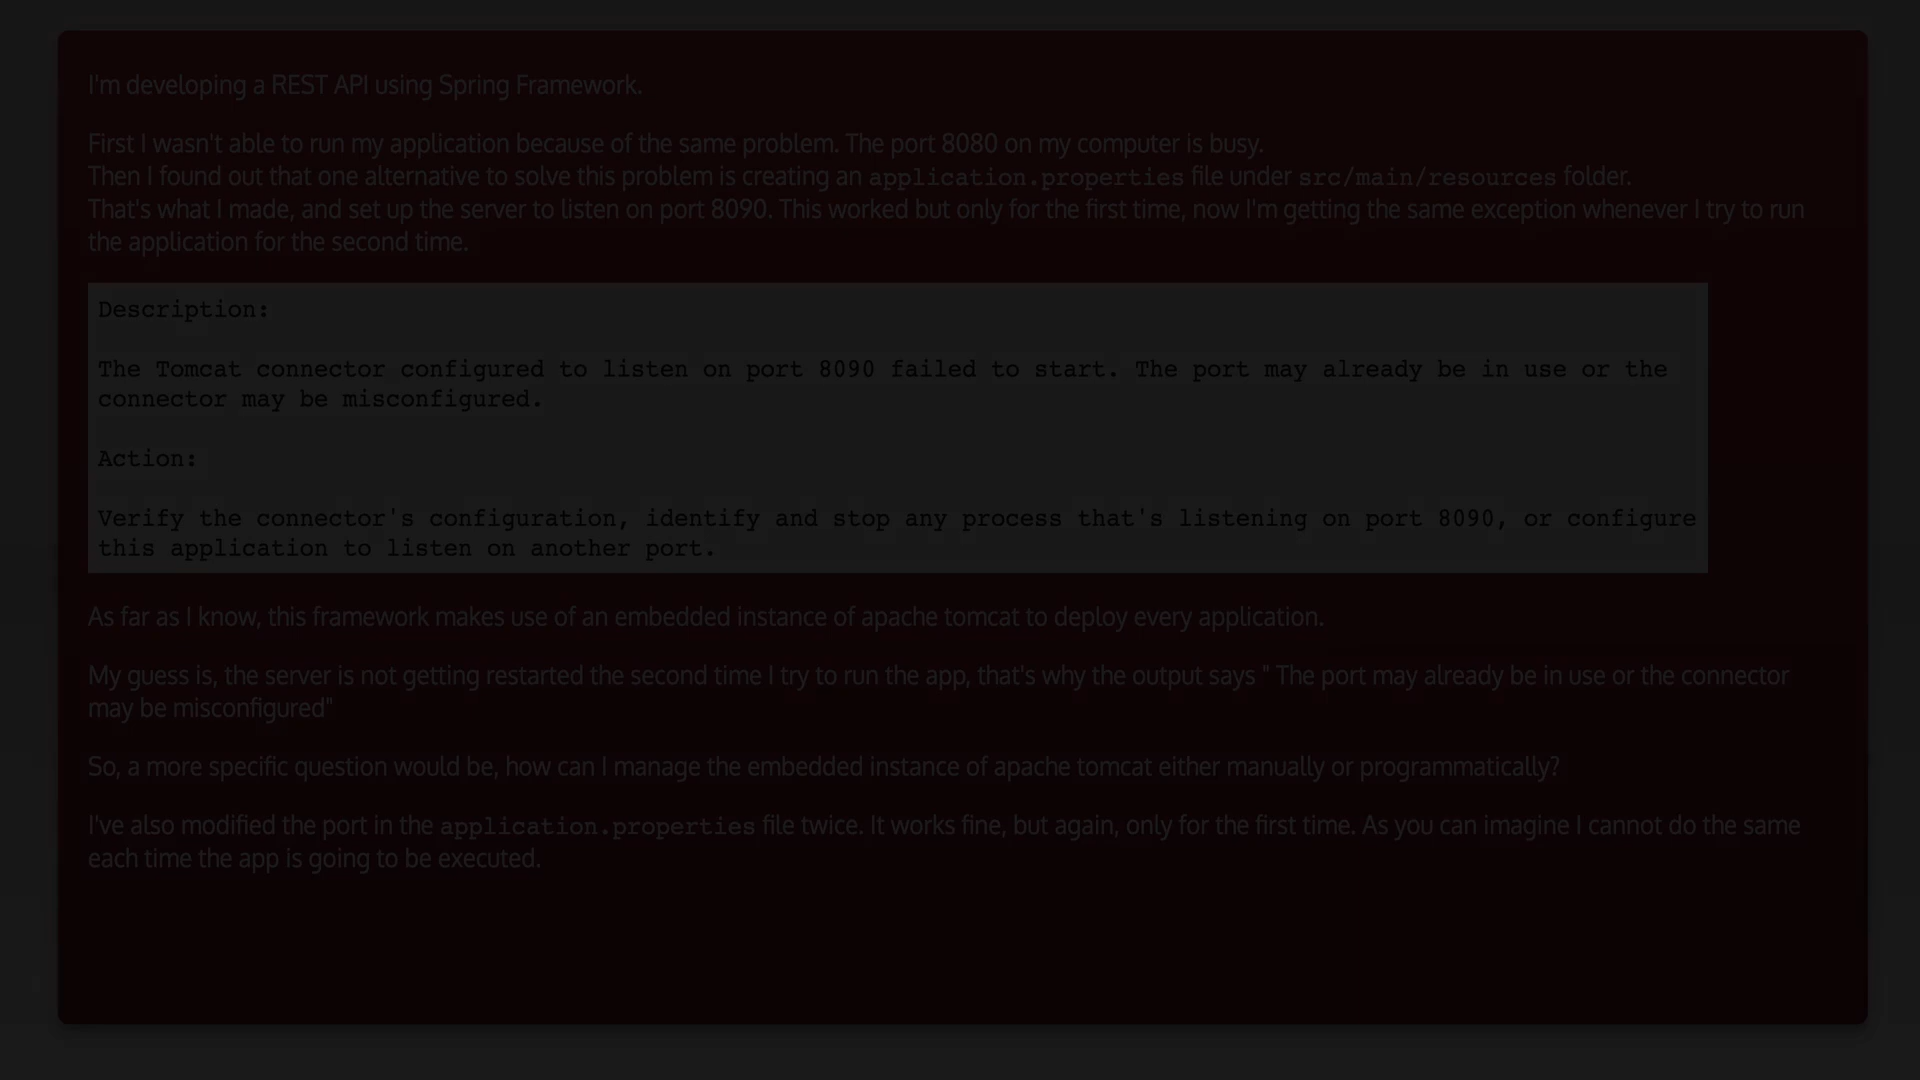 I'm developing a REST API using Spring Framework.
First I wasn't able to run my application because of the same problem. The port 8080 on my computer is busy.
Then I found out that one alternative to solve this problem is creating an application.properties file under src/main/resources folder.
That's what I made, and set up the server to listen on port 8090. This worked but only for the first time, now I'm getting the same exception whenever I try to run
the application for the second time.
Description:
The Tomcat connector configured to listen on port 8090 failed to start. The port may already be in use or the
connector may be misconfigured.
Action:
Verify the connector's configuration, identify and stop any process that's listening on port 8090, or configure
this application to listen on another port.
As far as I know, this framework makes use of an embedded instance of apache tomcat to deploy every application.
My guess is, the server is not getting restarted the second time I try to run the app, that's why the output says " The port may already be in use or the connector
may be misconfigured"
So, a more specific question would be, how can I manage the embedded instance of apache tomcat either manually or programmatically?
I've also modified the port in the application.properties file twice. It works fine, but again, only for the first time. As you can imagine I cannot do the same
each time the app is going to be executed.